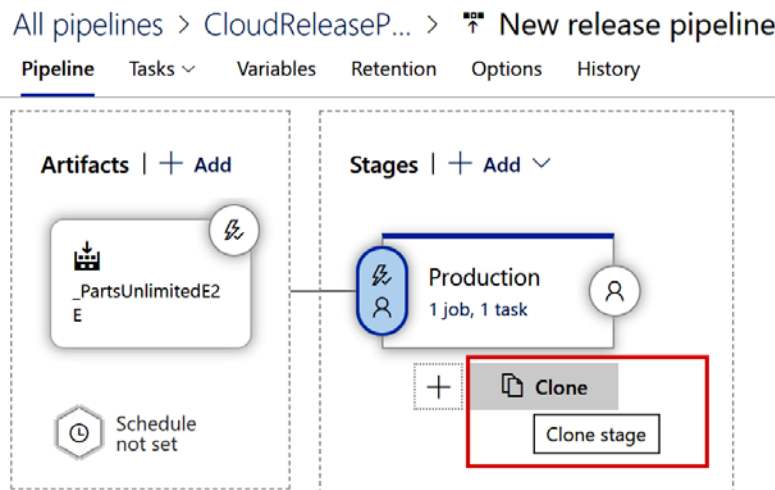 All pipelines > CloudReleaseP... > New release pipeline
Pipeline Tasks Variables Retention Options History
Artifacts | + Add
Stages | + Add
_PartsUnlimitedE2
E
Production
1 job, 1 task
+ Clone
Clone stage
Schedule
not set